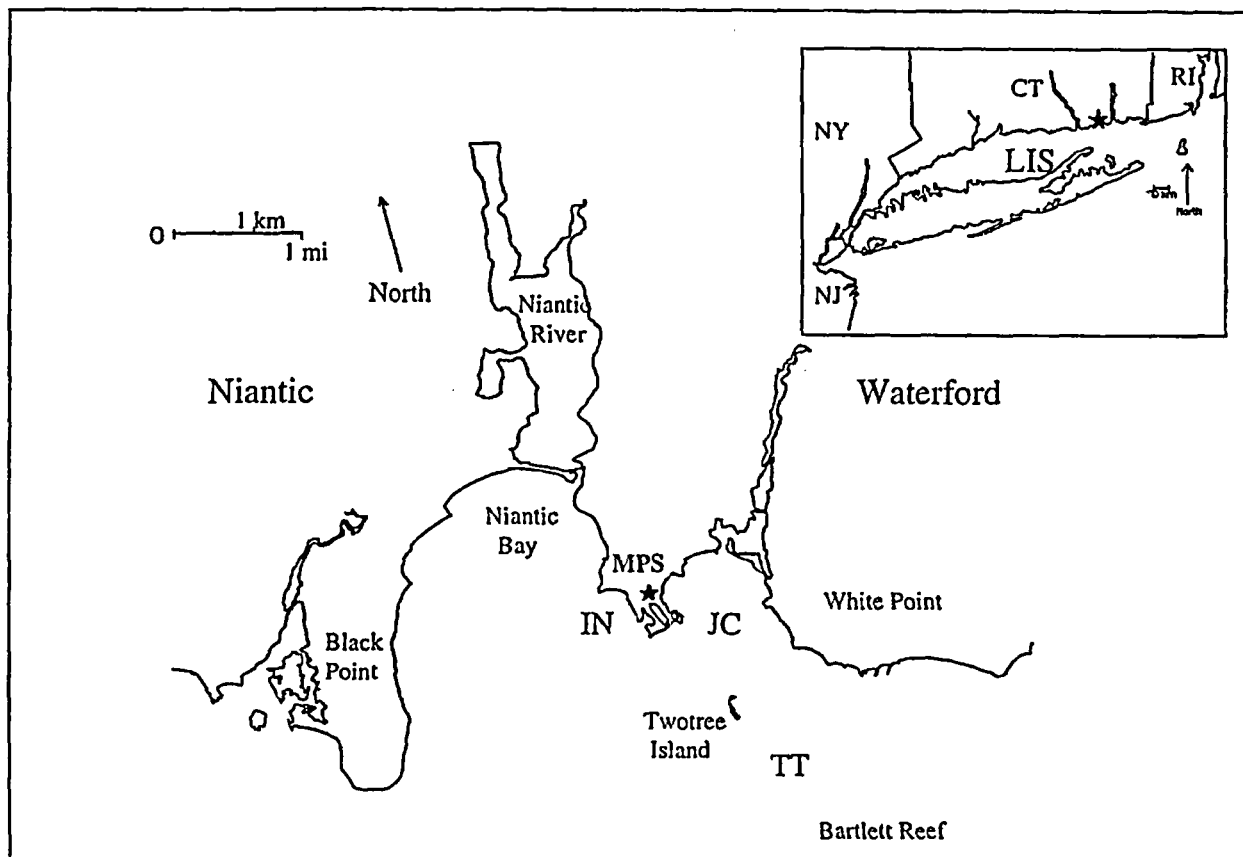 NY
CT
RI
LIS
North
NJ
0
1 km
1 mi
North
Niantic
River
Niantic
Waterford
Niantic
Bay
MPS
White Point
IN
JC
Black
Point
Twotree
Island
TT
Bartlett Reef